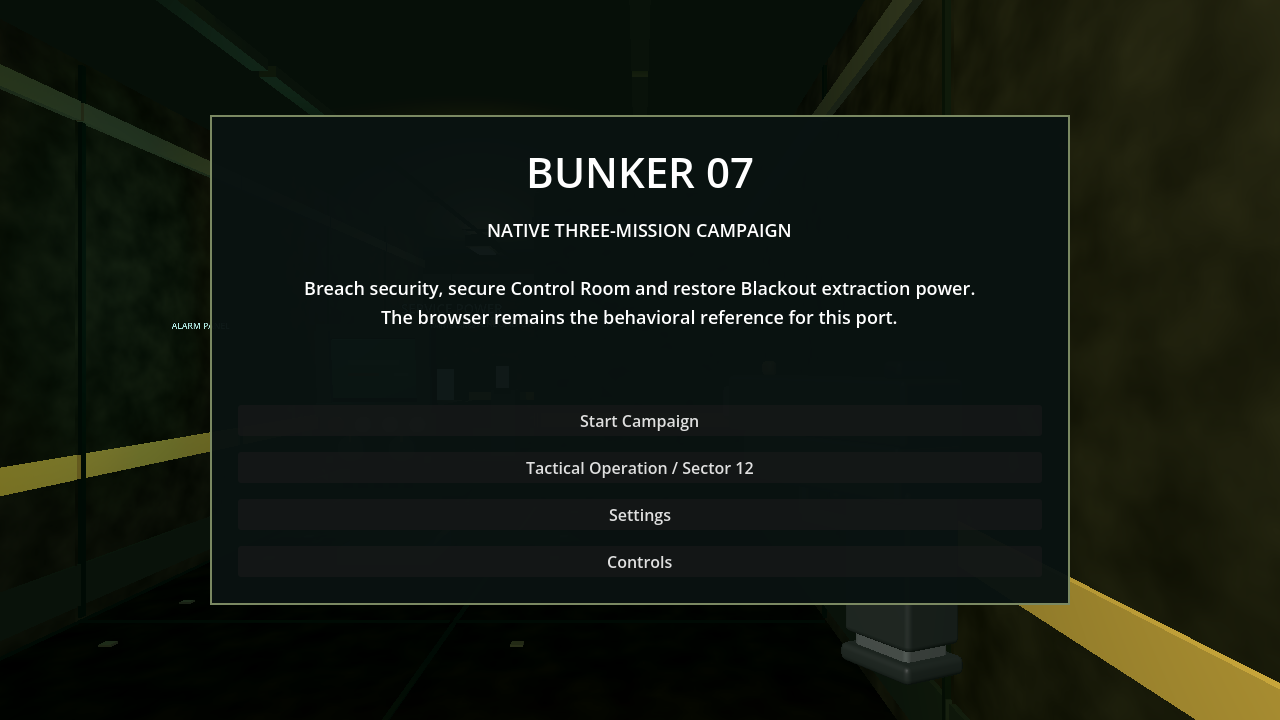 BUNKER 07
NATIVE THREE-MISSION CAMPAIGN
Breach security, secure Control Room and restore Blackout extraction power.
The browser remains the behavioral reference for this port.
ALARM
Start Campaign
Tactical Operation / Sector 12
Settings
Controls